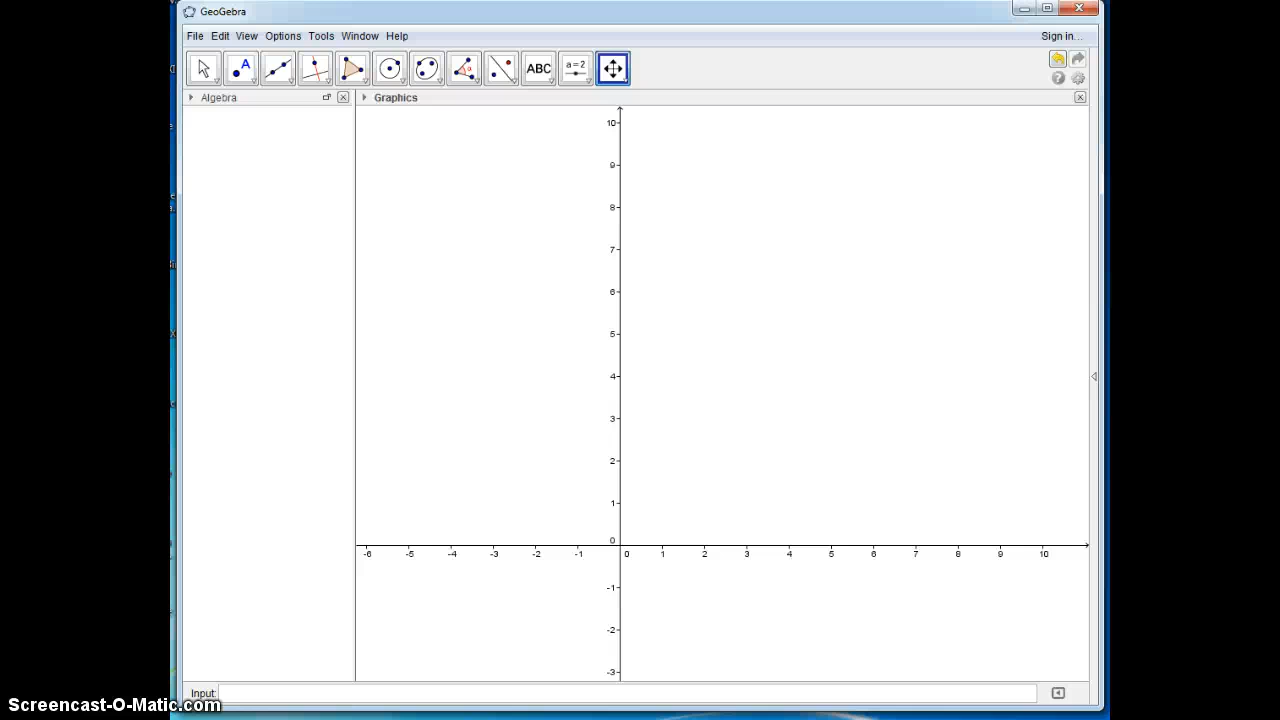 GeoGebra
File Edit View Options Tools Window Help Sign in...
A ABC a = 2
Algebra Graphics
10
9
8
7
6
5
4
3
2
1
0
-6 -5 -4 -3 -2 -1 0 1 2 3 4 5 6 7 8 9 10
-1
-2
-3
Input:
Screencast-O-Matic.com